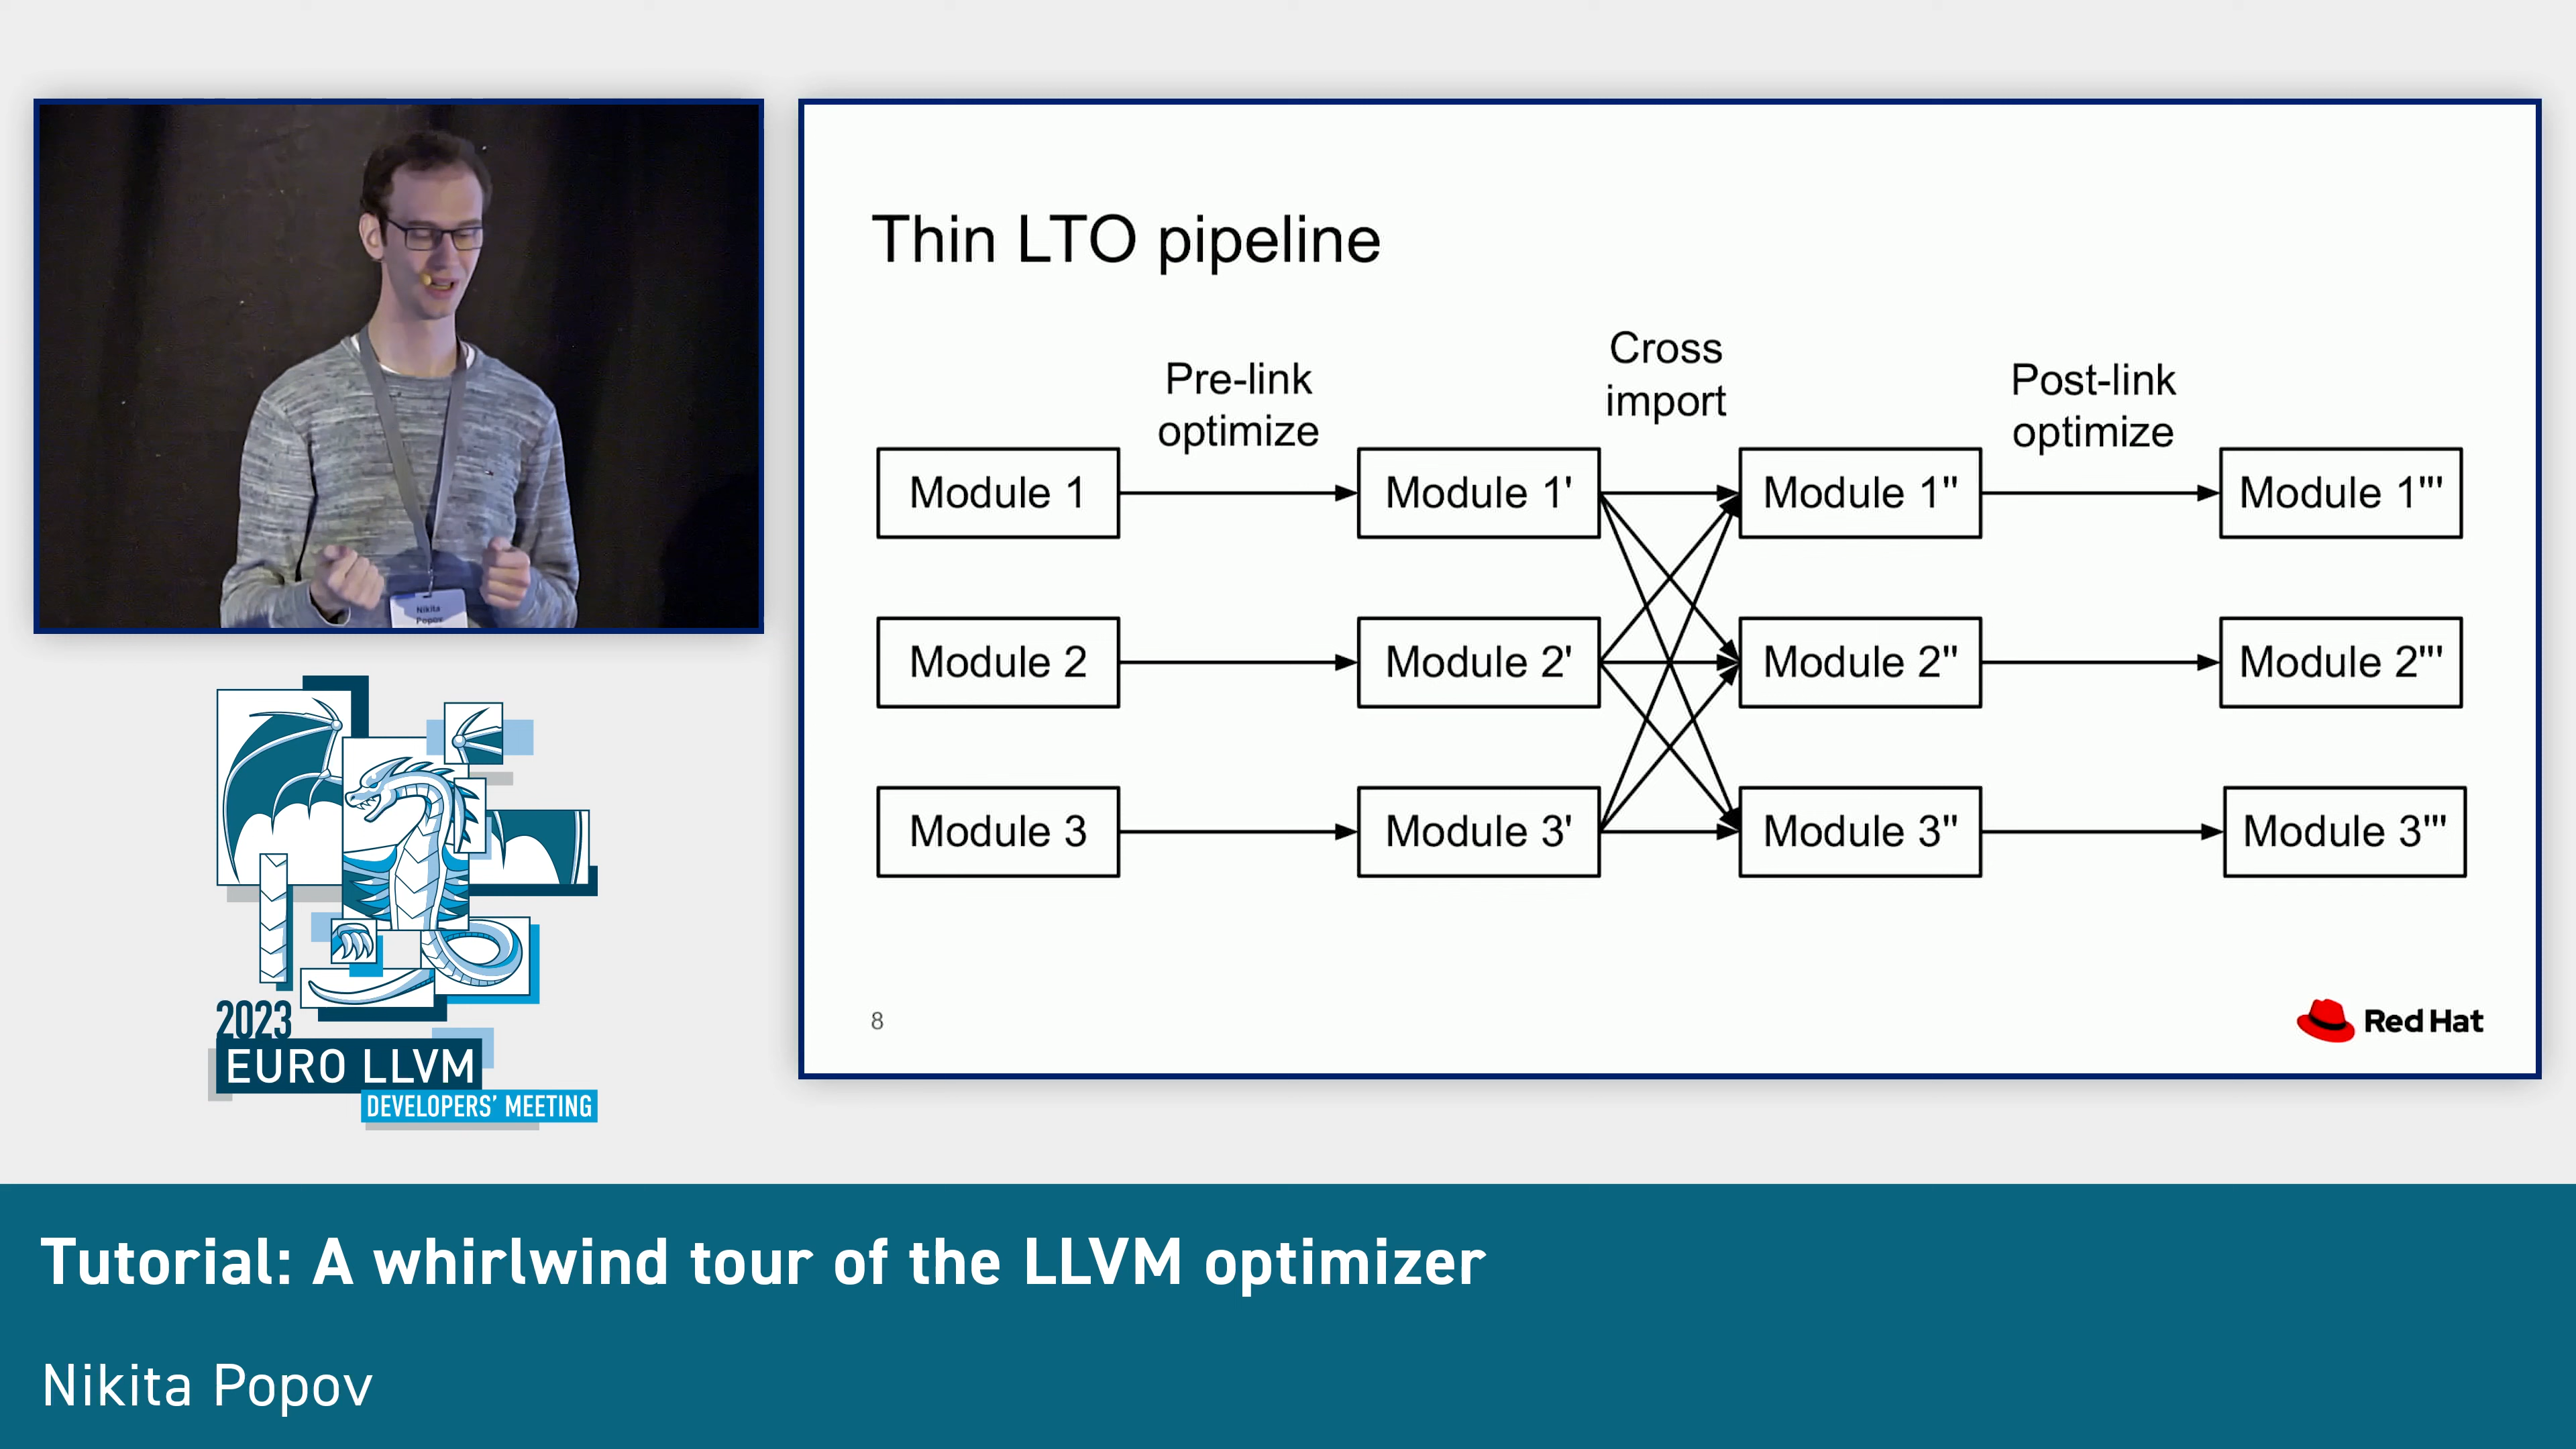 Nikita
Popov
2023
EURO LLVM
DEVELOPERS' MEETING
Thin LTO pipeline
Pre-link
optimize
Cross
import
Post-link
optimize
Module 1
Module 1'
Module 1''
Module 1'''
Module 2
Module 2'
Module 2''
Module 2'''
Module 3
Module 3'
Module 3''
Module 3'''
8
Red Hat
Tutorial: A whirlwind tour of the LLVM optimizer
Nikita Popov